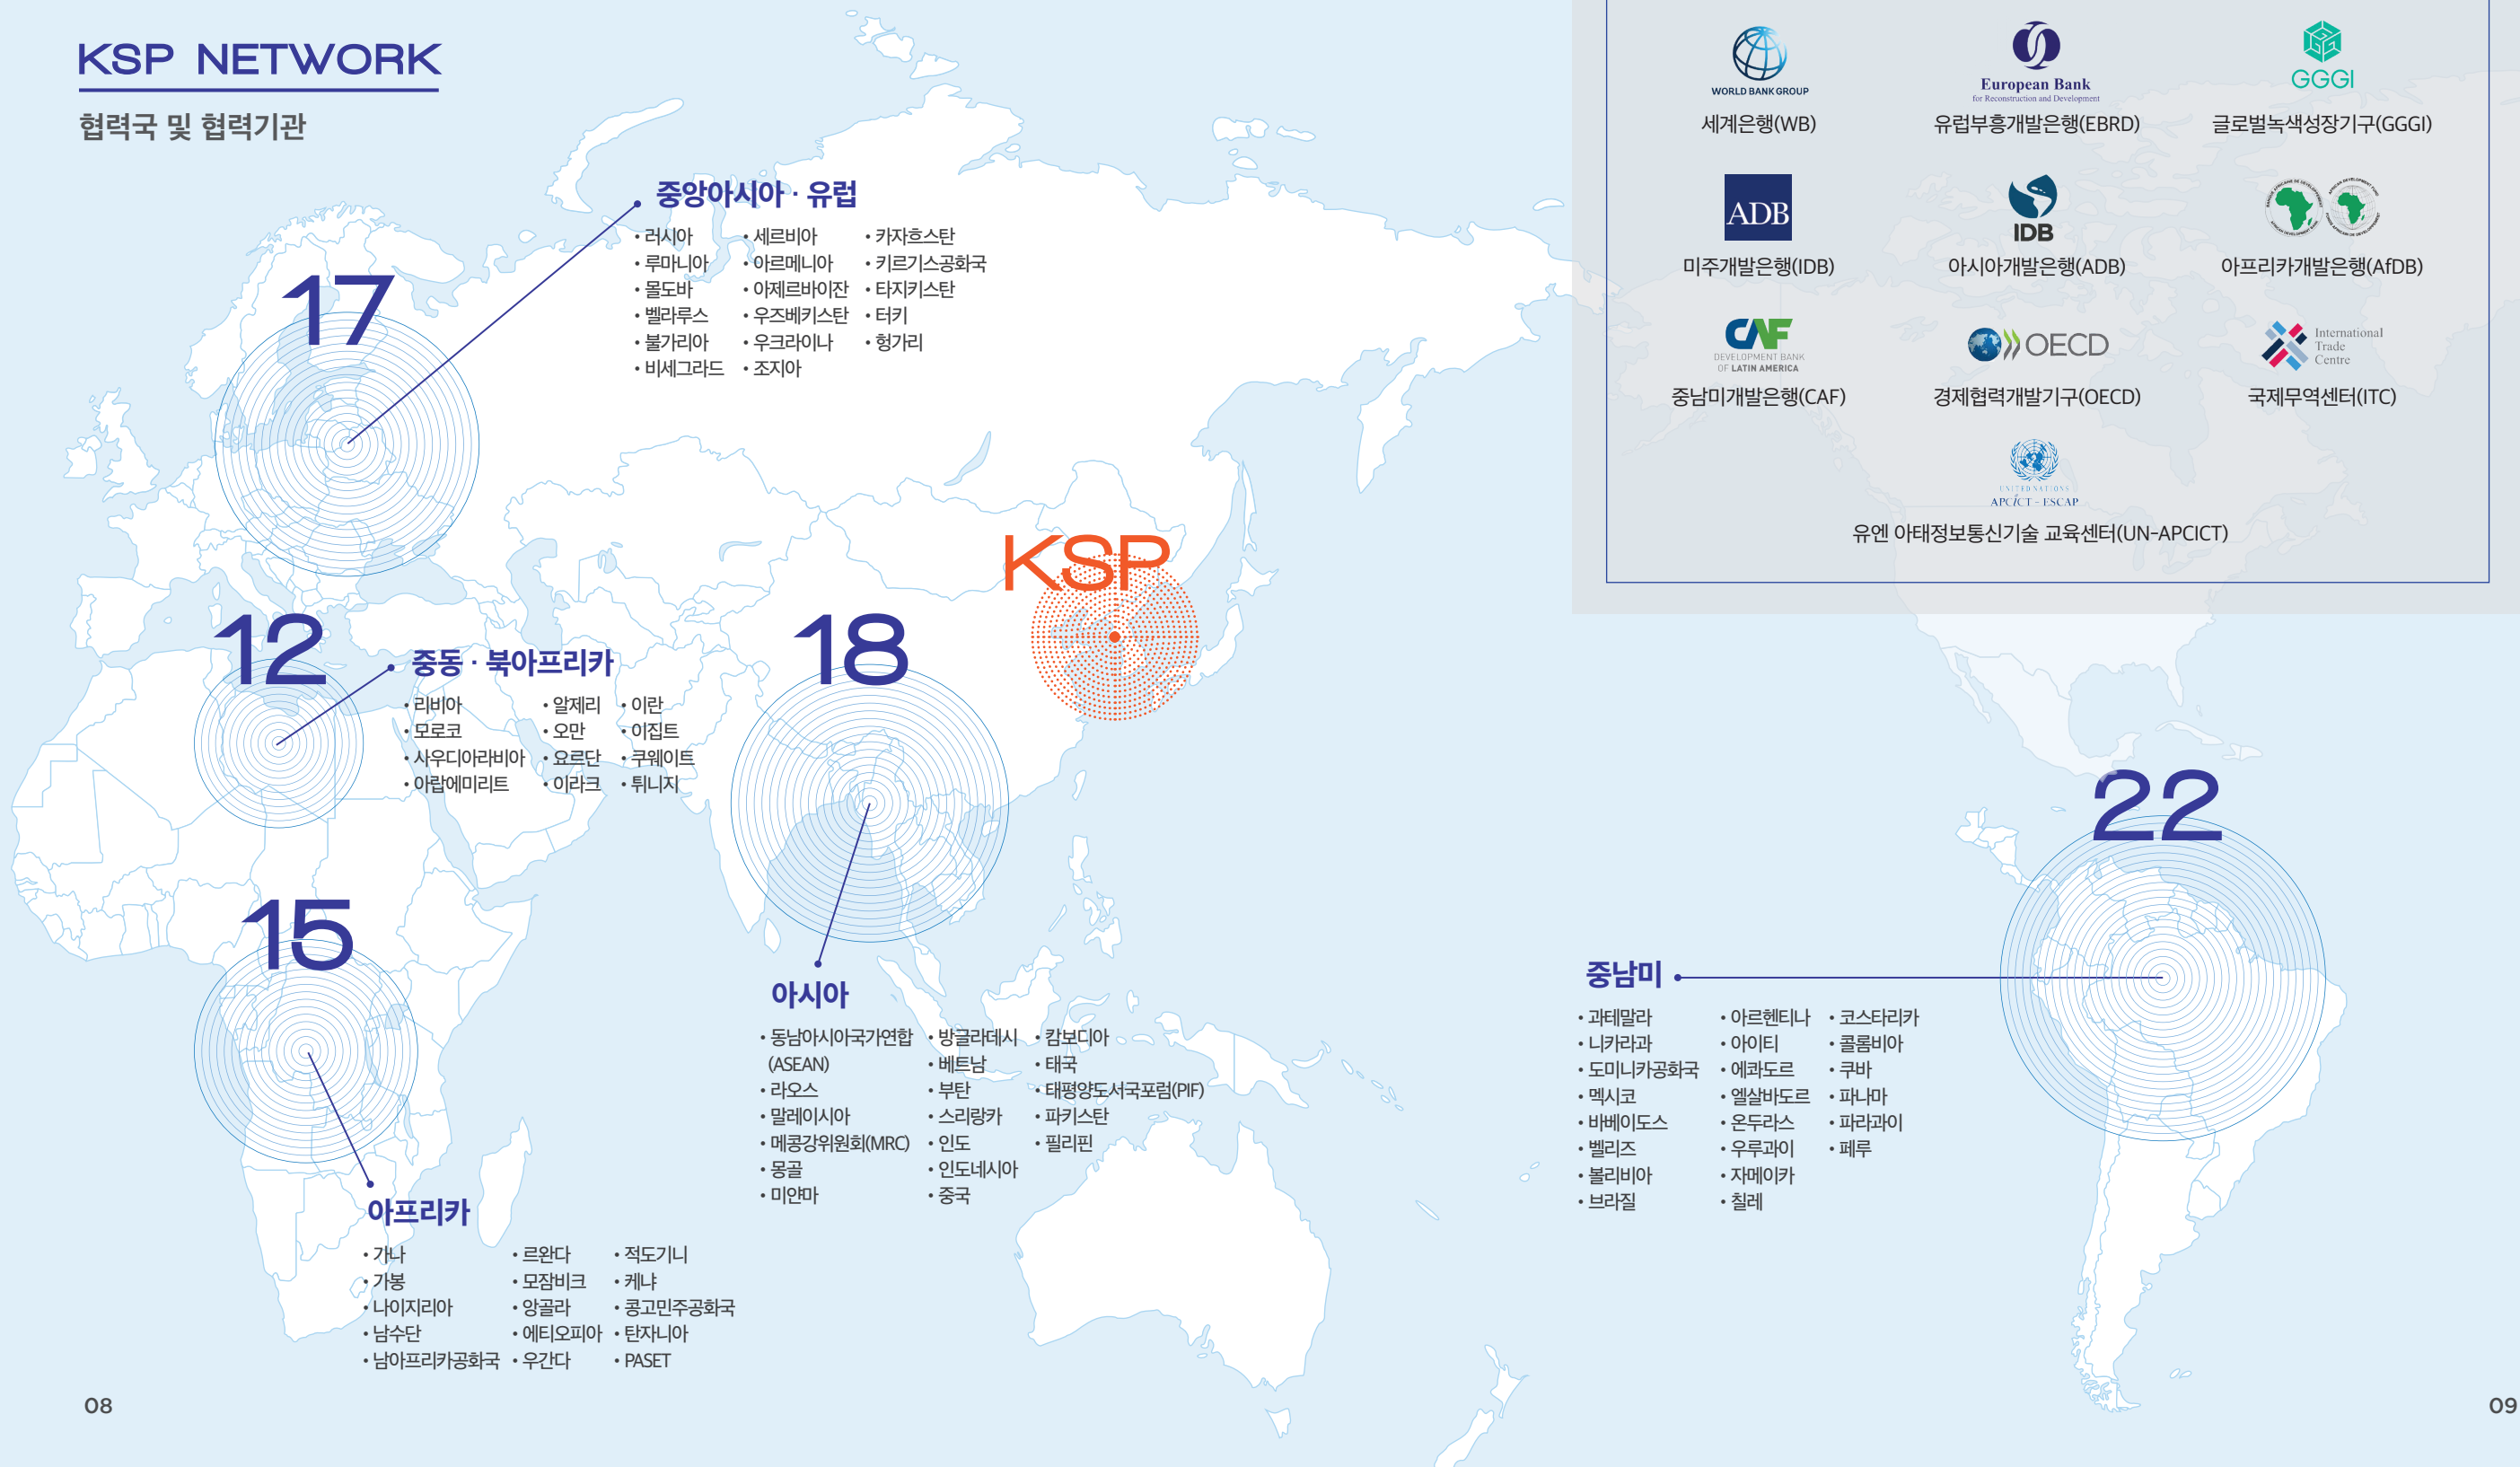 KSP NETWORK
협력국 및 협력기관
17
중앙아시아 · 유럽
• 러시아
• 루마니아
• 몰도바
• 벨라루스
• 불가리아
• 비세그라드
• 세르비아
• 아르메니아
• 아제르바이잔
• 우즈베키스탄
• 우크라이나
• 조지아
• 카자흐스탄
• 키르기스공화국
• 타지키스탄
• 터키
• 헝가리
12
중동 · 북아프리카
• 리비아
• 모로코
• 사우디아라비아
• 아랍에미리트
• 알제리
• 오만
• 요르단
• 이라크
• 이란
• 이집트
• 쿠웨이트
• 튀니지
15
아프리카
• 가나
• 가봉
• 나이지리아
• 남수단
• 남아프리카공화국
• 르완다
• 모잠비크
• 앙골라
• 에티오피아
• 우간다
• 적도기니
• 케냐
• 콩고민주공화국
• 탄자니아
• PASET
KSP
18
아시아
• 동남아시아국가연합
(ASEAN)
• 라오스
• 말레이시아
• 메콩강위원회(MRC)
• 몽골
• 미얀마
• 방글라데시
• 베트남
• 부탄
• 스리랑카
• 인도
• 인도네시아
• 중국
• 캄보디아
• 태국
• 태평양도서국포럼(PIF)
• 파키스탄
• 필리핀
22
중남미
• 과테말라
• 니카라과
• 도미니카공화국
• 멕시코
• 바베이도스
• 벨리즈
• 볼리비아
• 브라질
• 아르헨티나
• 아이티
• 에콰도르
• 엘살바도르
• 온두라스
• 우루과이
• 자메이카
• 칠레
• 코스타리카
• 콜롬비아
• 쿠바
• 파나마
• 파라과이
• 페루
WORLD BANK GROUP
세계은행(WB)
European Bank
for Reconstruction and Development
유럽부흥개발은행(EBRD)
GGGI
글로벌녹색성장기구(GGGI)
ADB
미주개발은행(IDB)
IDB
아시아개발은행(ADB)
아프리카개발은행(AfDB)
CAF
DEVELOPMENT BANK
OF LATIN AMERICA
중남미개발은행(CAF)
OECD
경제협력개발기구(OECD)
International
Trade
Centre
국제무역센터(ITC)
UNITED NATIONS
APCICT - ESCAP
유엔 아태정보통신기술 교육센터(UN-APCICT)
08
09